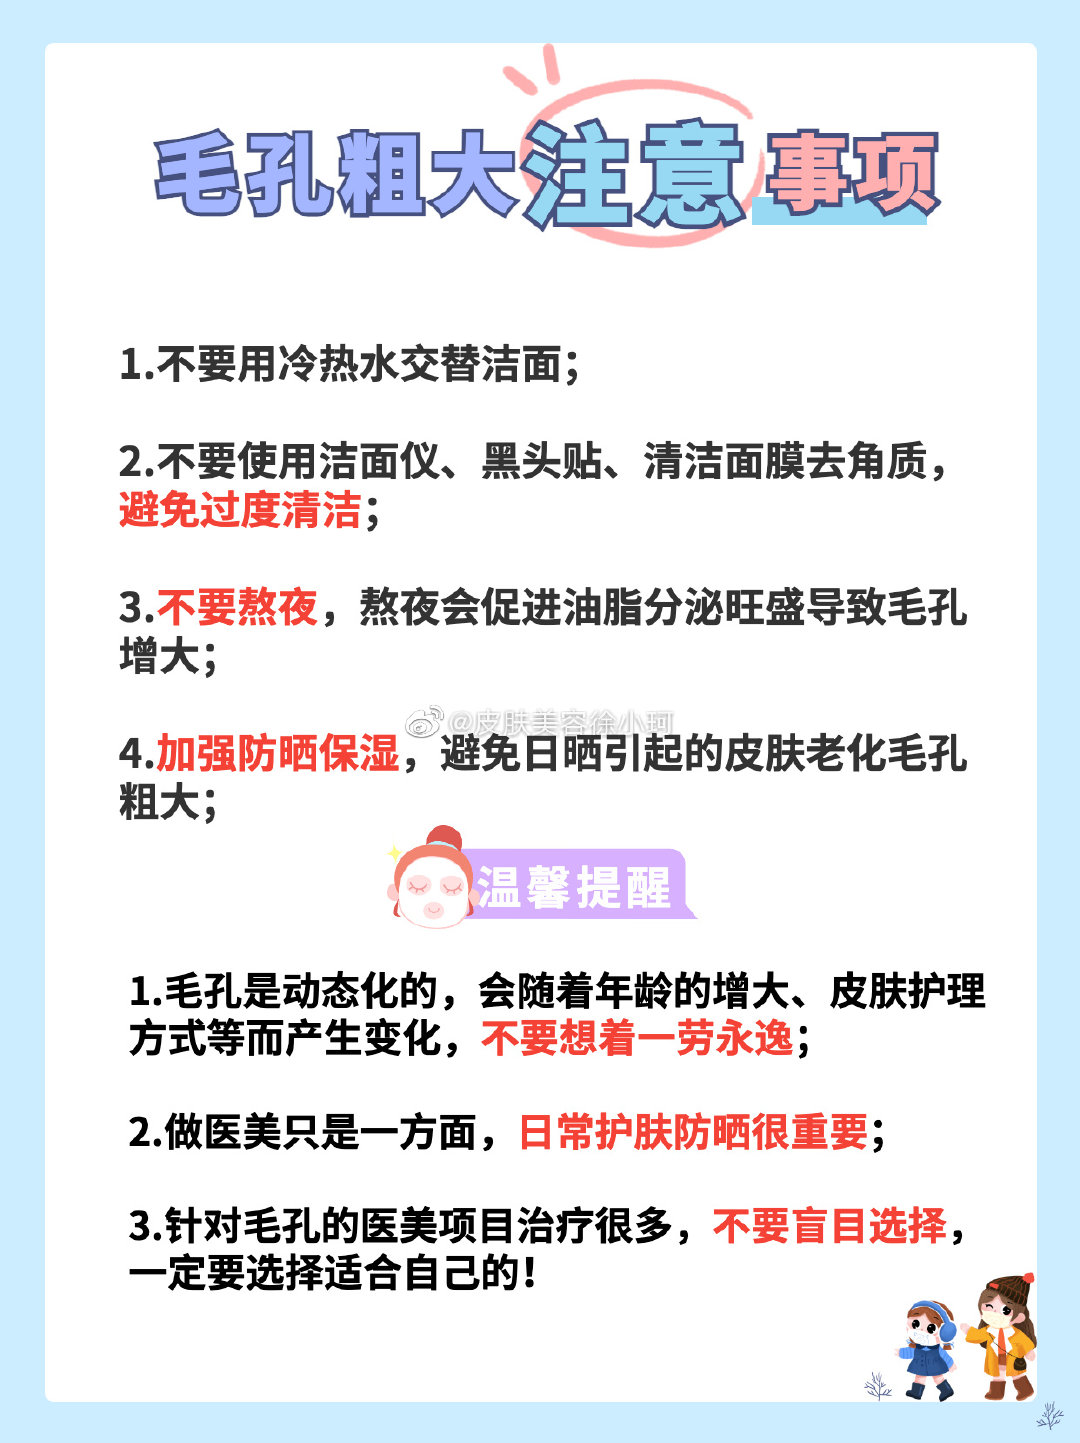 毛孔粗大注意事项
1.不要用冷热水交替洁面；
2.不要使用洁面仪、黑头贴、清洁面膜去角质，
避免过度清洁；
3.不要熬夜，熬夜会促进油脂分泌旺盛导致毛孔
增大；
@皮肤美容徐小珂
4.加强防晒保湿，避免日晒引起的皮肤老化毛孔
粗大；
温馨提醒
1.毛孔是动态化的，会随着年龄的增大、皮肤护理
方式等而产生变化，不要想着一劳永逸；
2.做医美只是一方面，日常护肤防晒很重要；
3.针对毛孔的医美项目治疗很多，不要盲目选择，
一定要选择适合自己的！